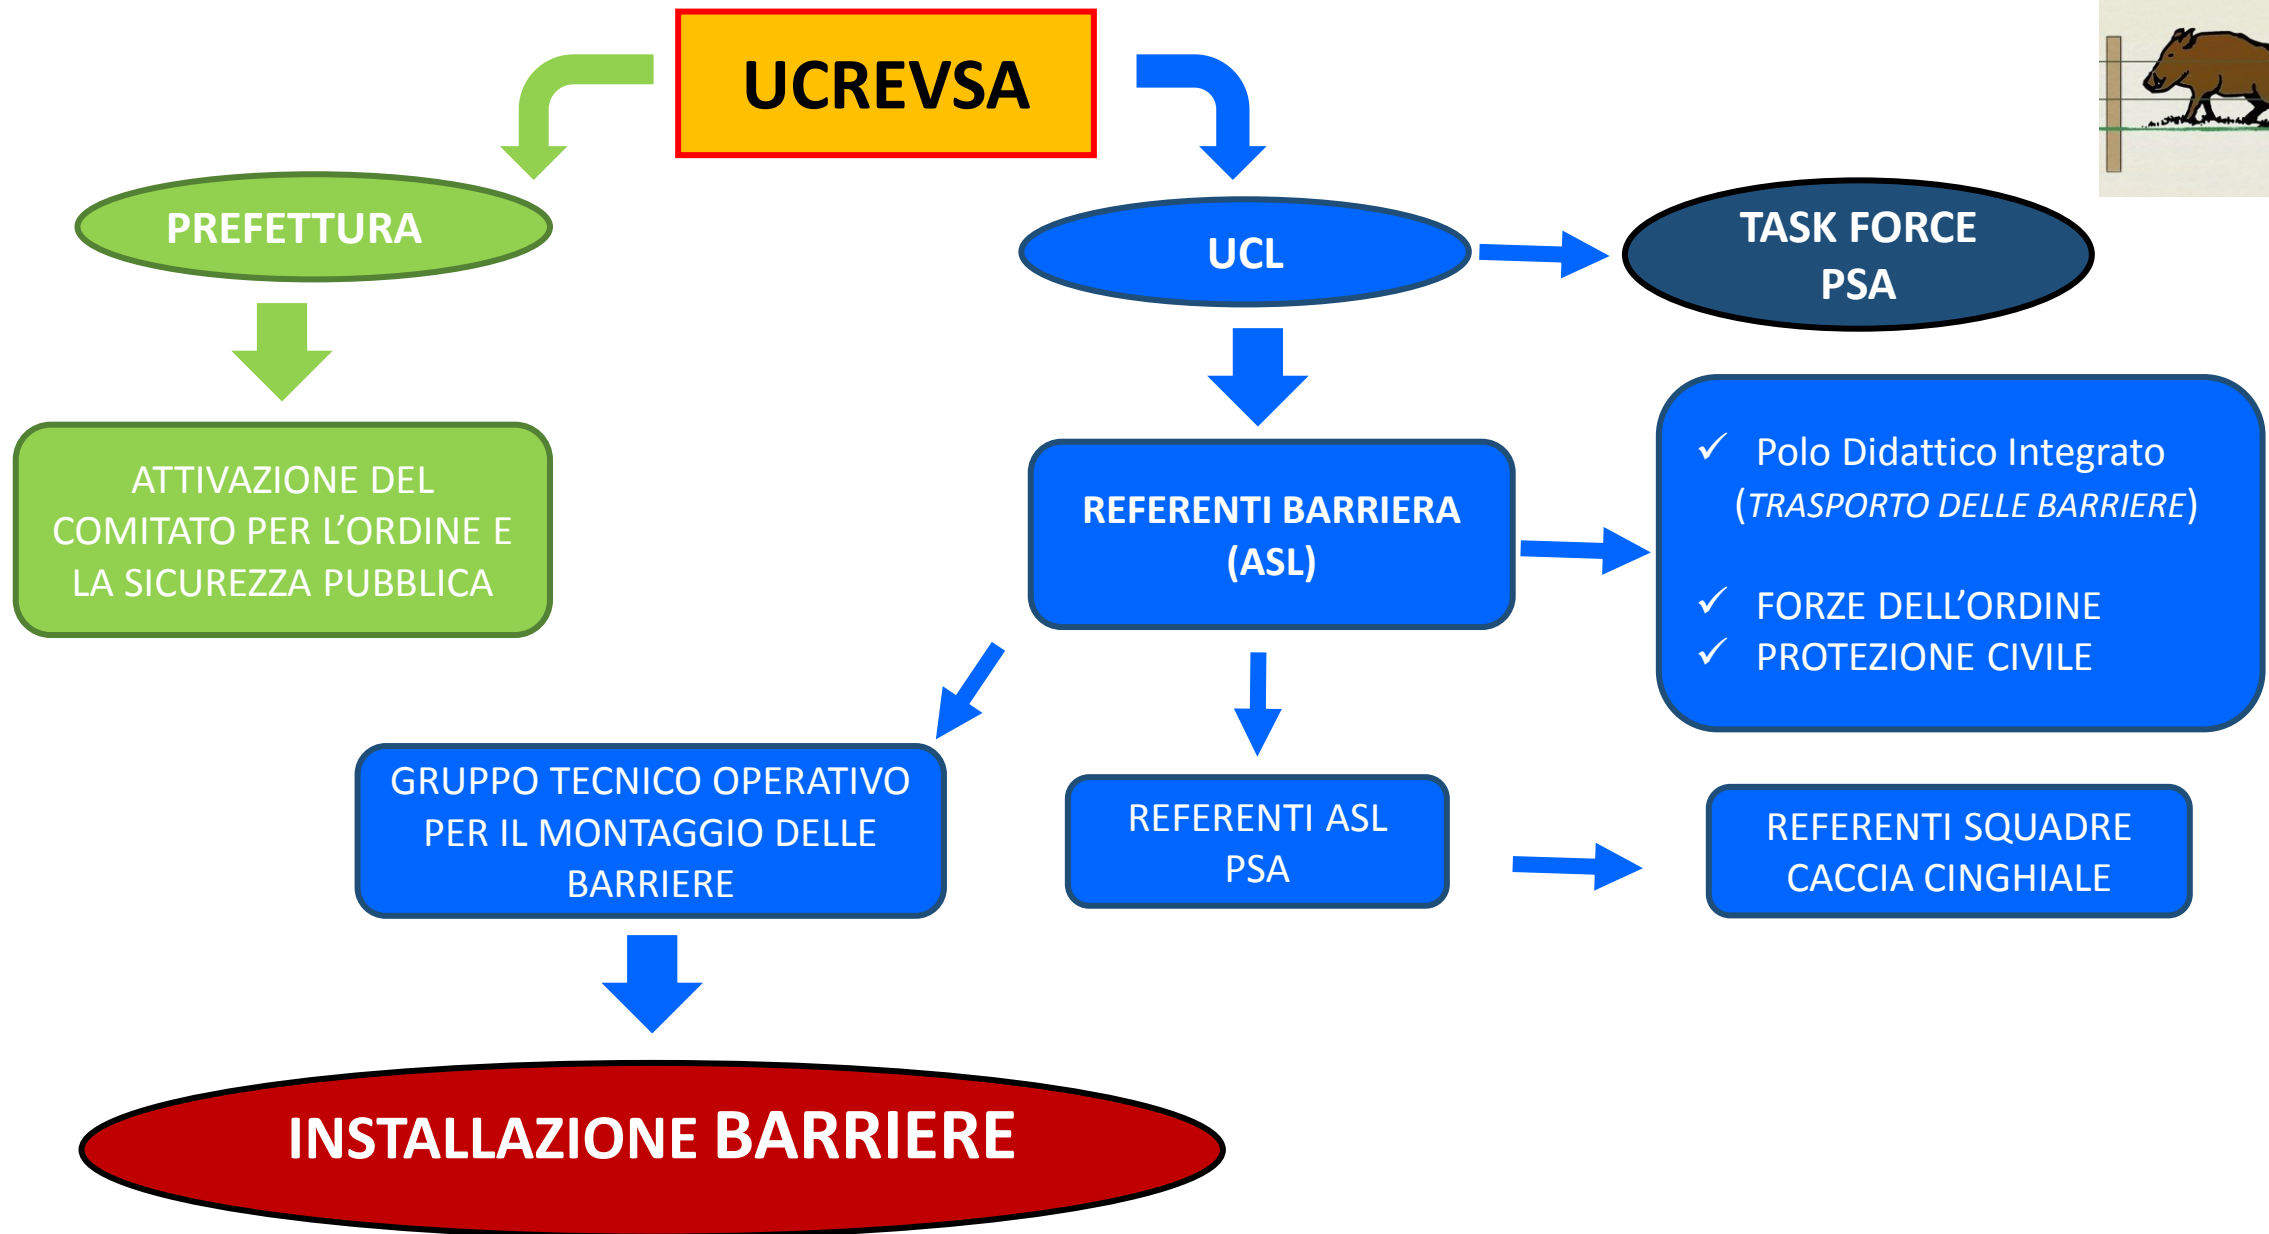 UCREVSA
PREFETTURA
UCL
TASK FORCE
PSA
ATTIVAZIONE DEL
COMITATO PER L’ORDINE E
LA SICUREZZA PUBBLICA
REFERENTI BARRIERA
(ASL)
✓ Polo Didattico Integrato
(TRASPORTO DELLE BARRIERE)
✓ FORZE DELL’ORDINE
✓ PROTEZIONE CIVILE
GRUPPO TECNICO OPERATIVO
PER IL MONTAGGIO DELLE
BARRIERE
REFERENTI ASL
PSA
REFERENTI SQUADRE
CACCIA CINGHIALE
INSTALLAZIONE BARRIERE